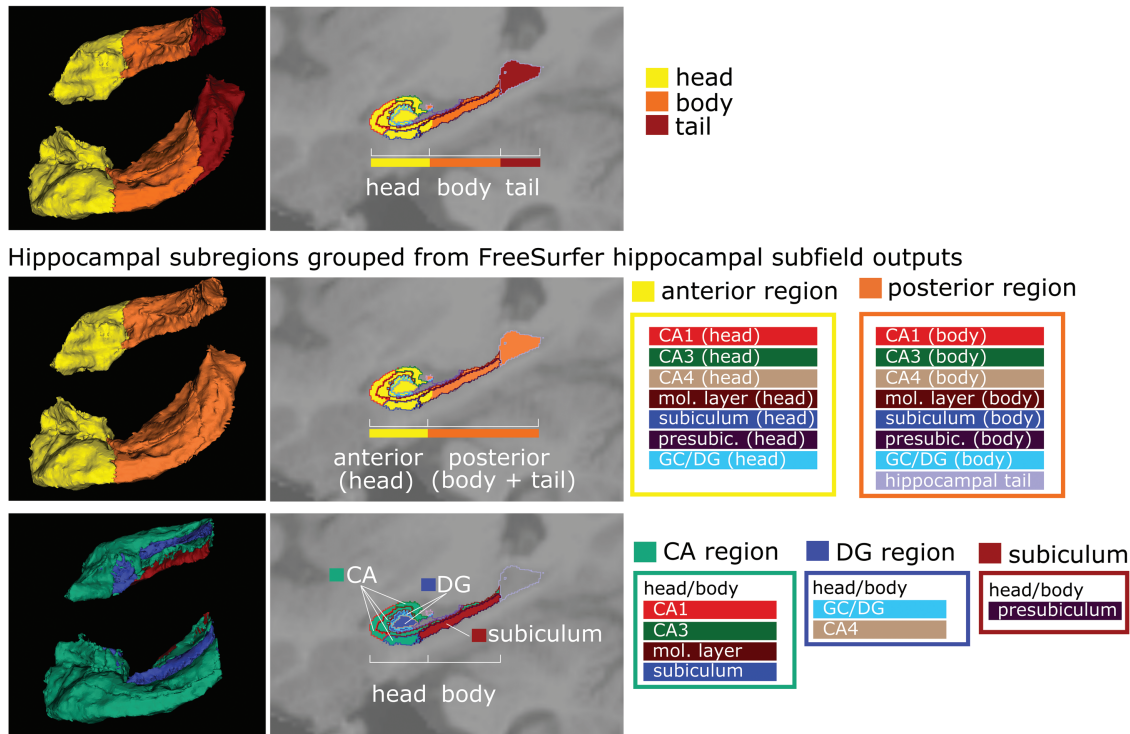 head
body
tail
head body tail
Hippocampal subregions grouped from FreeSurfer hippocampal subfield outputs
anterior region
posterior region
CA1 (head)
CA3 (head)
CA4 (head)
mol. layer (head)
subiculum (head)
presubic. (head)
GC/DG (head)
CA1 (body)
CA3 (body)
CA4 (body)
mol. layer (body)
subiculum (body)
presubic. (body)
GC/DG (body)
hippocampal tail
anterior posterior
(head) (body + tail)
CA
DG
subiculum
head body
CA region
head/body
CA1
CA3
mol. layer
subiculum
DG region
head/body
GC/DG
CA4
subiculum
head/body
presubiculum